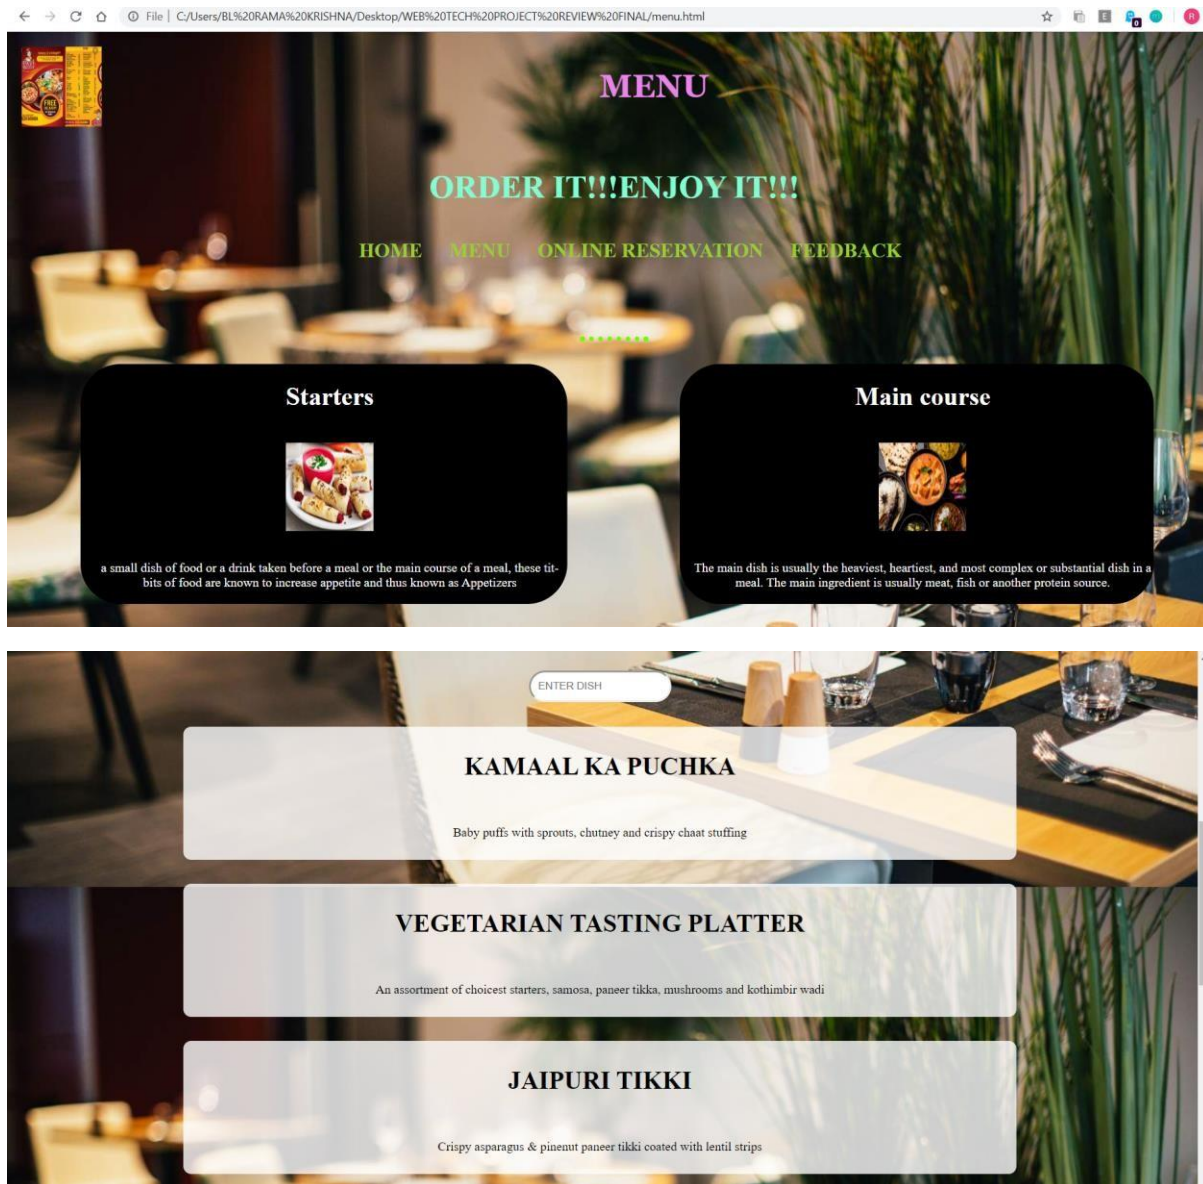 File | C:/Users/BL%20RAMA%20KRISHNA/Desktop/WEB%20TECH%20PROJECT%20REVIEW%20FINAL/menu.html
E
0
R
FREE
MENU
ORDER IT!!!ENJOY IT!!!
HOME MENU ONLINE RESERVATION FEEDBACK
Starters
a small dish of food or a drink taken before a meal or the main course of a meal, these tit-
bits of food are known to increase appetite and thus known as Appetizers
Main course
The main dish is usually the heaviest, heartiest, and most complex or substantial dish in a
meal. The main ingredient is usually meat, fish or another protein source.
ENTER DISH
KAMAAL KA PUCHKA
Baby puffs with sprouts, chutney and crispy chaat stuffing
VEGETARIAN TASTING PLATTER
An assortment of choicest starters, samosa, paneer tikka, mushrooms and kothimbir wadi
JAIPURI TIKKI
Crispy asparagus & pinenut paneer tikki coated with lentil strips